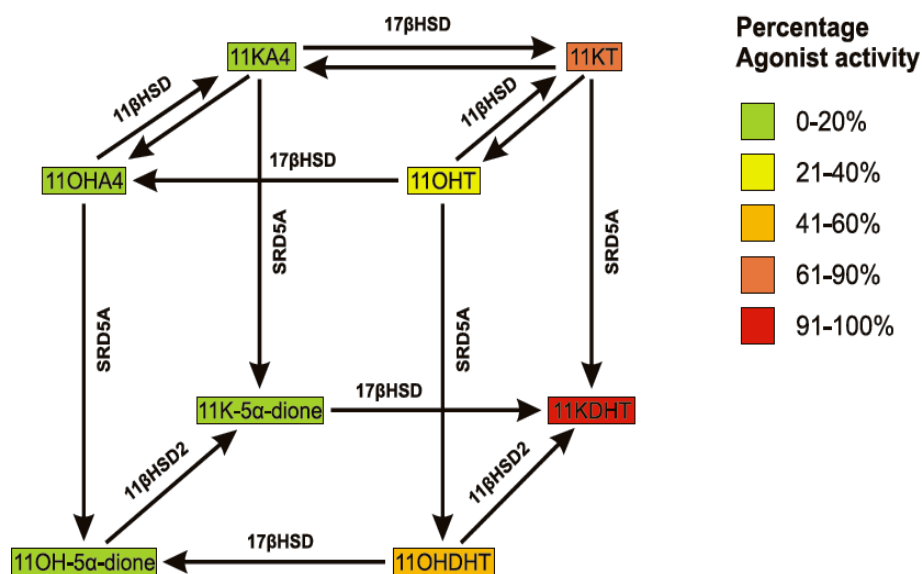 17βHSD
11KA4
11KT
11βHSD
11βHSD
17βHSD
11OHA4
11OHT
SRD5A
SRD5A
SRD5A
SRD5A
11K-5α-dione
17βHSD
11KDHT
11βHSD2
11βHSD2
11OH-5α-dione
17βHSD
11OHDHT
Percentage
Agonist activity
0-20%
21-40%
41-60%
61-90%
91-100%